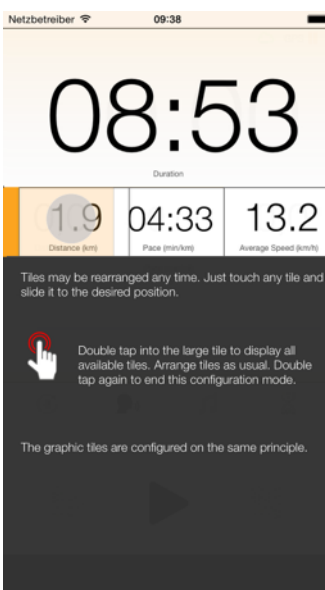 Netzbetreiber 09:38
08:53
Duration
1.9 04:33 13.2
Distance (km) Pace (min/km) Average Speed (km/h)
Tiles may be rearranged any time. Just touch any tile and
slide it to the desired position.
Double tap into the large tile to display all
available tiles. Arrange tiles as usual. Double
tap again to end this configuration mode.
The graphic tiles are configured on the same principle.